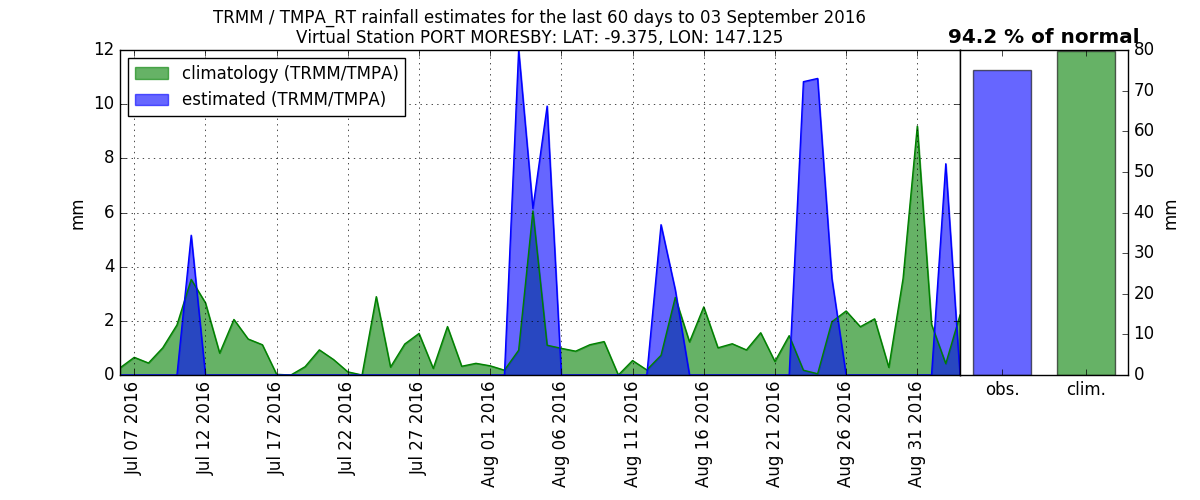 TRMM / TMPA_RT rainfall estimates for the last 60 days to 03 September 2016
Virtual Station PORT MORESBY: LAT: -9.375, LON: 147.125
94.2 % of normal
climatology (TRMM/TMPA)
estimated (TRMM/TMPA)
12
10
8
6
4
2
0
mm
80
70
60
50
40
30
20
10
0
mm
Jul 07 2016
Jul 12 2016
Jul 17 2016
Jul 22 2016
Jul 27 2016
Aug 01 2016
Aug 06 2016
Aug 11 2016
Aug 16 2016
Aug 21 2016
Aug 26 2016
Aug 31 2016
obs.
clim.